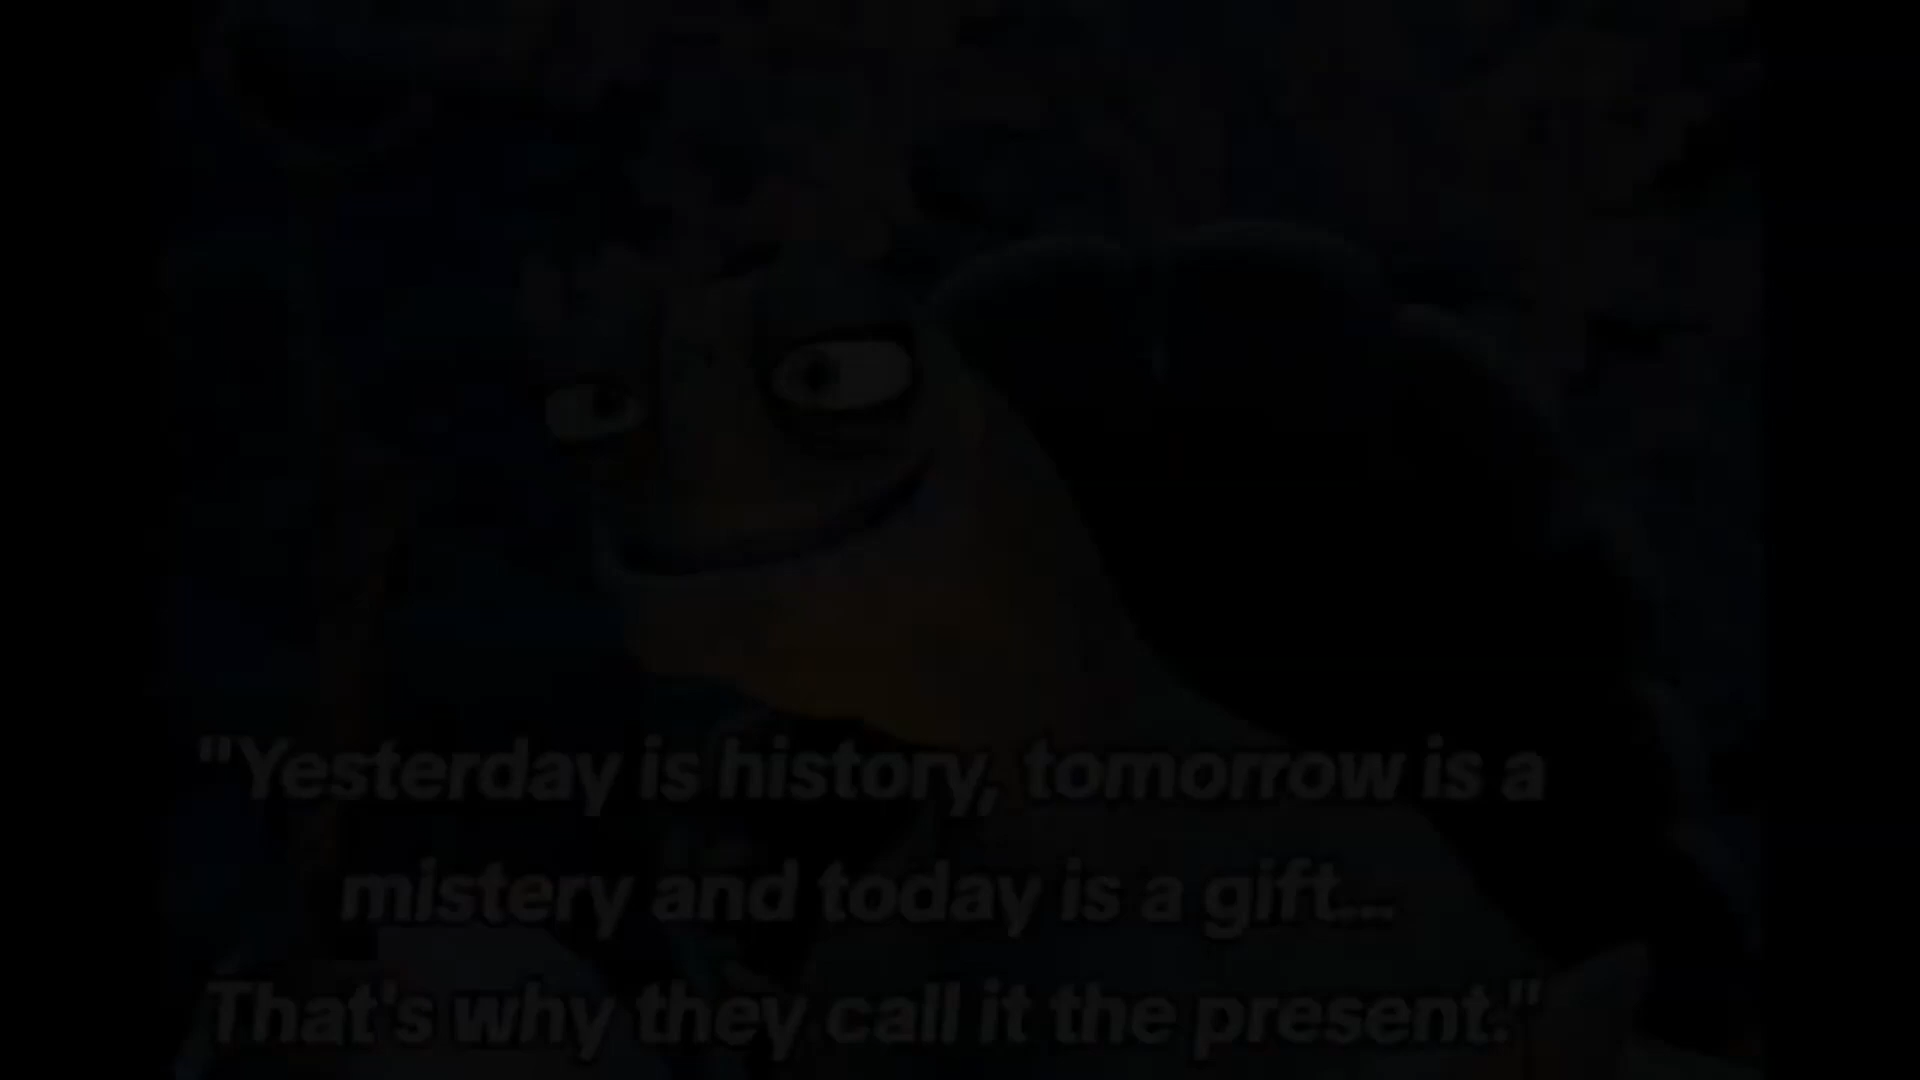 "Yesterday is history, tomorrow is a
mistery and today is a gift...
That's why they call it the present."